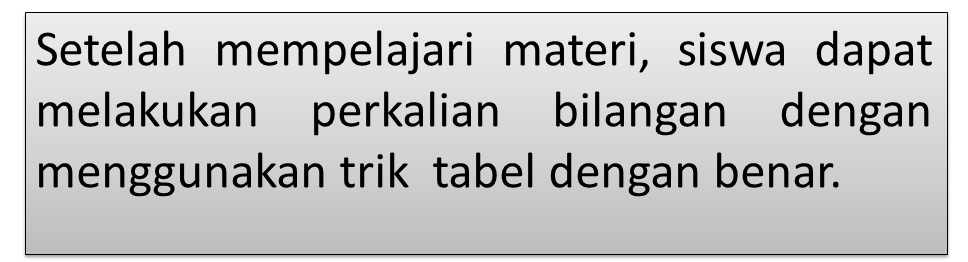 Setelah mempelajari materi, siswa dapat
melakukan perkalian bilangan dengan
menggunakan trik tabel dengan benar.